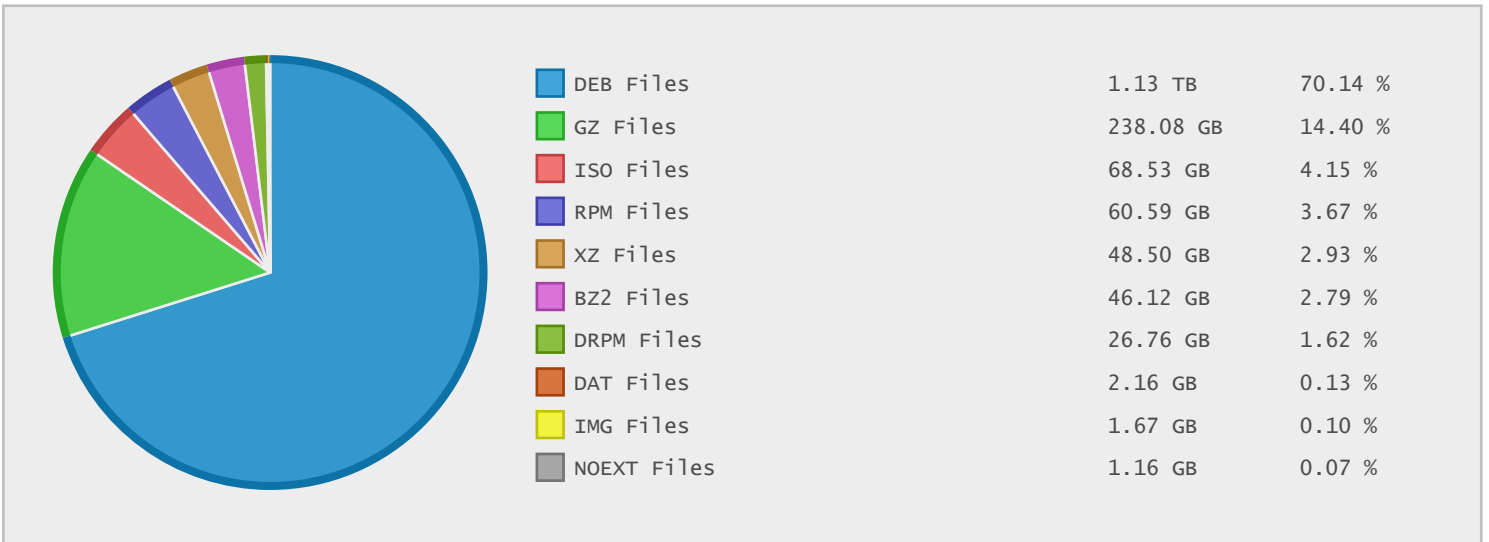 DEB Files 1.13 TB 70.14 %
GZ Files 238.08 GB 14.40 %
ISO Files 68.53 GB 4.15 %
RPM Files 60.59 GB 3.67 %
XZ Files 48.50 GB 2.93 %
BZ2 Files 46.12 GB 2.79 %
DRPM Files 26.76 GB 1.62 %
DAT Files 2.16 GB 0.13 %
IMG Files 1.67 GB 0.10 %
NOEXT Files 1.16 GB 0.07 %